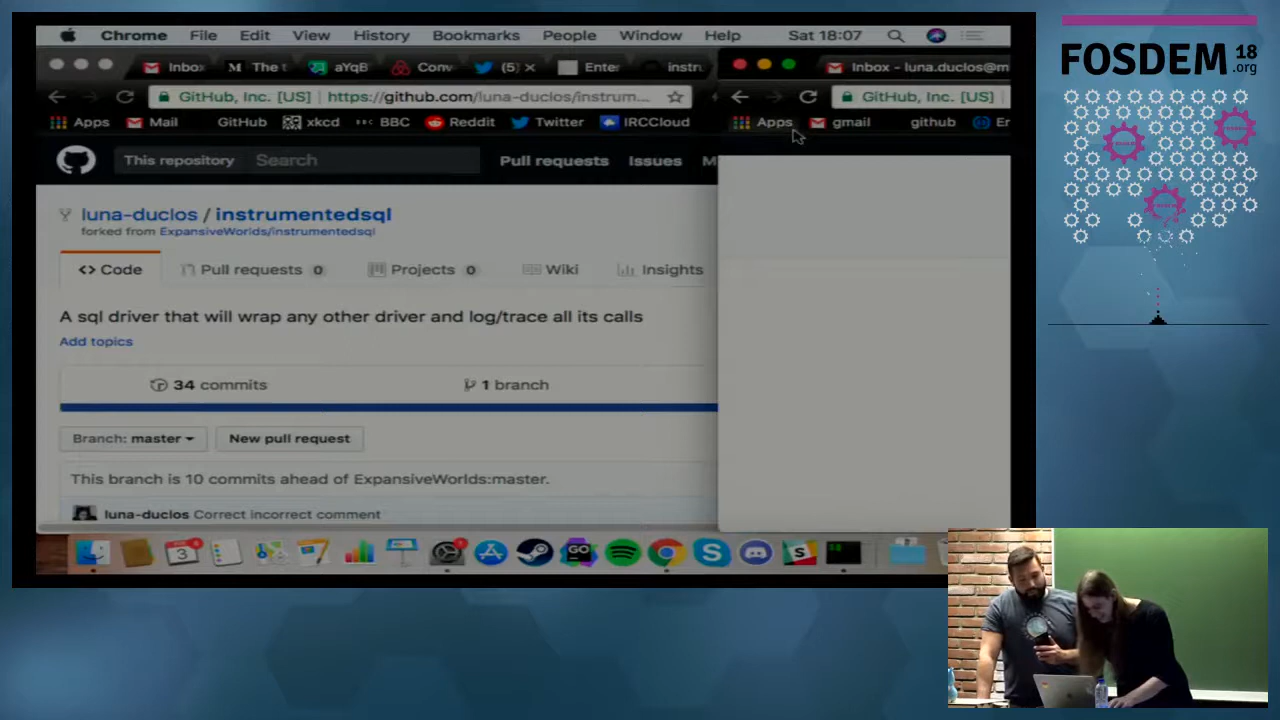 Chrome File Edit View History Bookmarks People Window Help Sat 18:07
Inbo M The t aYqB Conv (5) Ente instru Inbox - luna.duclos@m
GitHub, Inc. [US] https://github.com/luna-duclos/instrum... GitHub, Inc. [US]
Apps Mail GitHub xkcd BBC Reddit Twitter IRCCloud Apps gmail github Er
This repository Search Pull requests Issues M
luna-duclos / instrumentedsql
forked from ExpansiveWorlds/instrumentedsql
<> Code Pull requests 0 Projects 0 Wiki Insights
A sql driver that will wrap any other driver and log/trace all its calls
Add topics
34 commits 1 branch
Branch: master New pull request
This branch is 10 commits ahead of ExpansiveWorlds:master.
luna-duclos Correct incorrect comment
3 GO
FOSDEM 18
.org